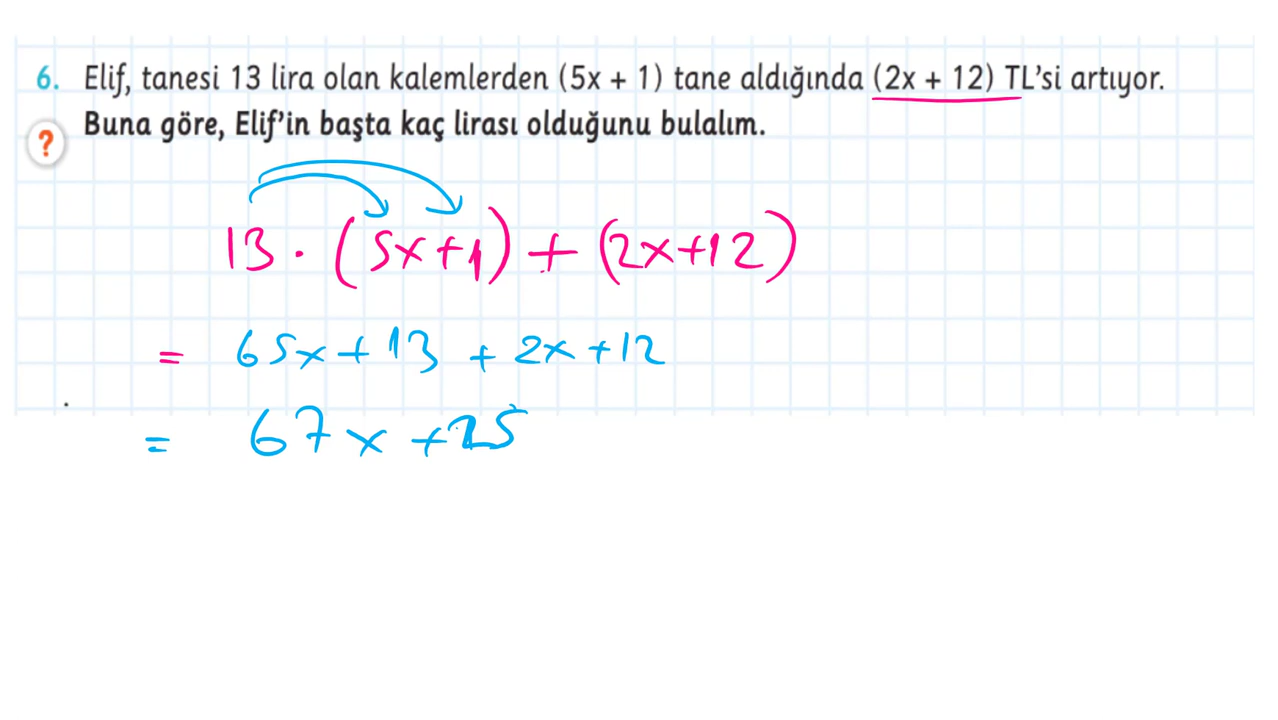 6. Elif, tanesi 13 lira olan kalemlerden (5x + 1) tane aldığında (2x + 12) TL'si artıyor.
? Buna göre, Elif'in başta kaç lirası olduğunu bulalım.
13 · (5x+1) + (2x+12)
= 65x + 13 + 2x + 12
= 67x + 25